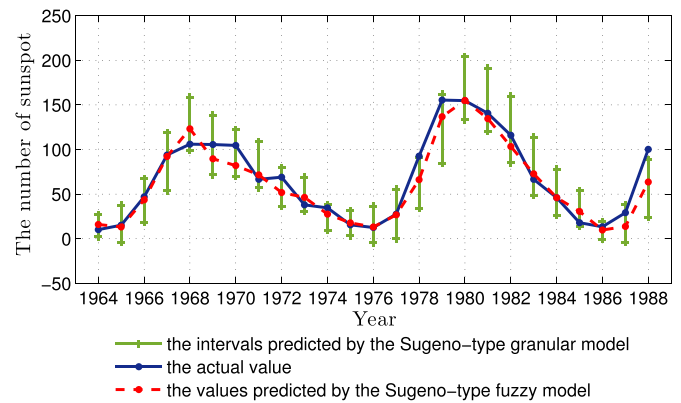 250
200
150
100
50
0
−50
The number of sunspot
1964 1966 1968 1970 1972 1974 1976 1978 1980 1982 1984 1986 1988
Year
the intervals predicted by the Sugeno−type granular model
the actual value
the values predicted by the Sugeno−type fuzzy model